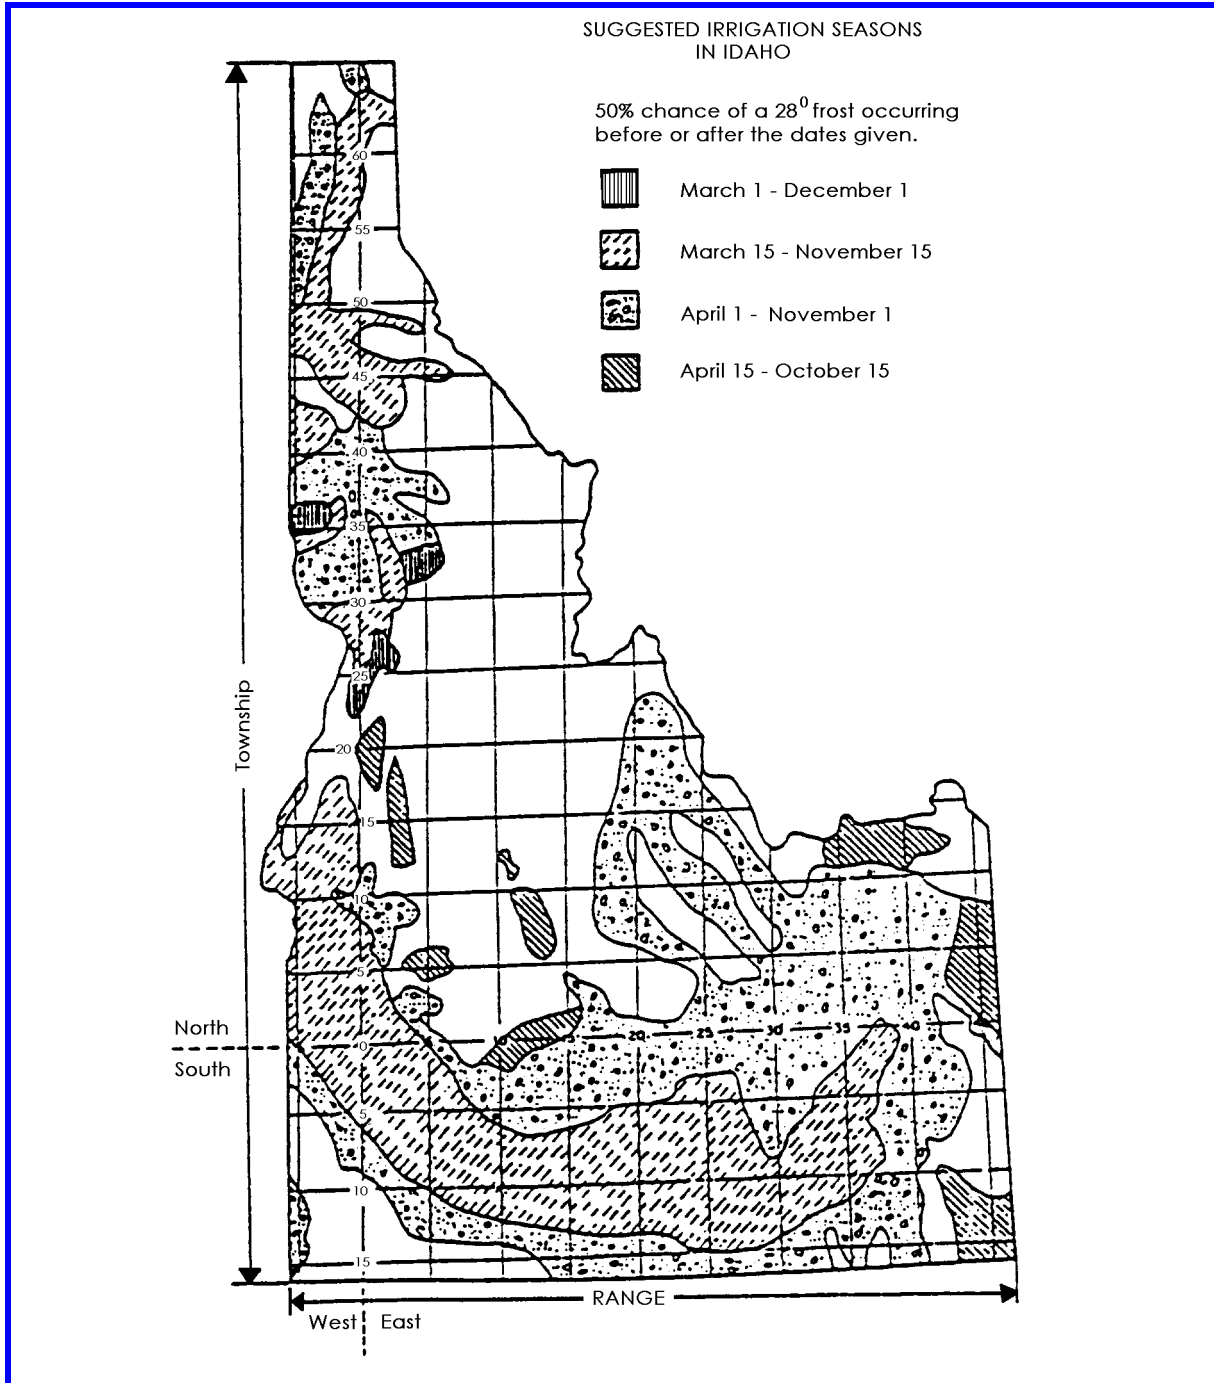 SUGGESTED IRRIGATION SEASONS
IN IDAHO
50% chance of a 28⁰ frost occurring
before or after the dates given.
March 1 - December 1
March 15 - November 15
April 1 - November 1
April 15 - October 15
60
55
50
45
40
35
30
25
20
15
10
5
Township
North
South
0
20
25
30
35
40
5
10
15
RANGE
West
East